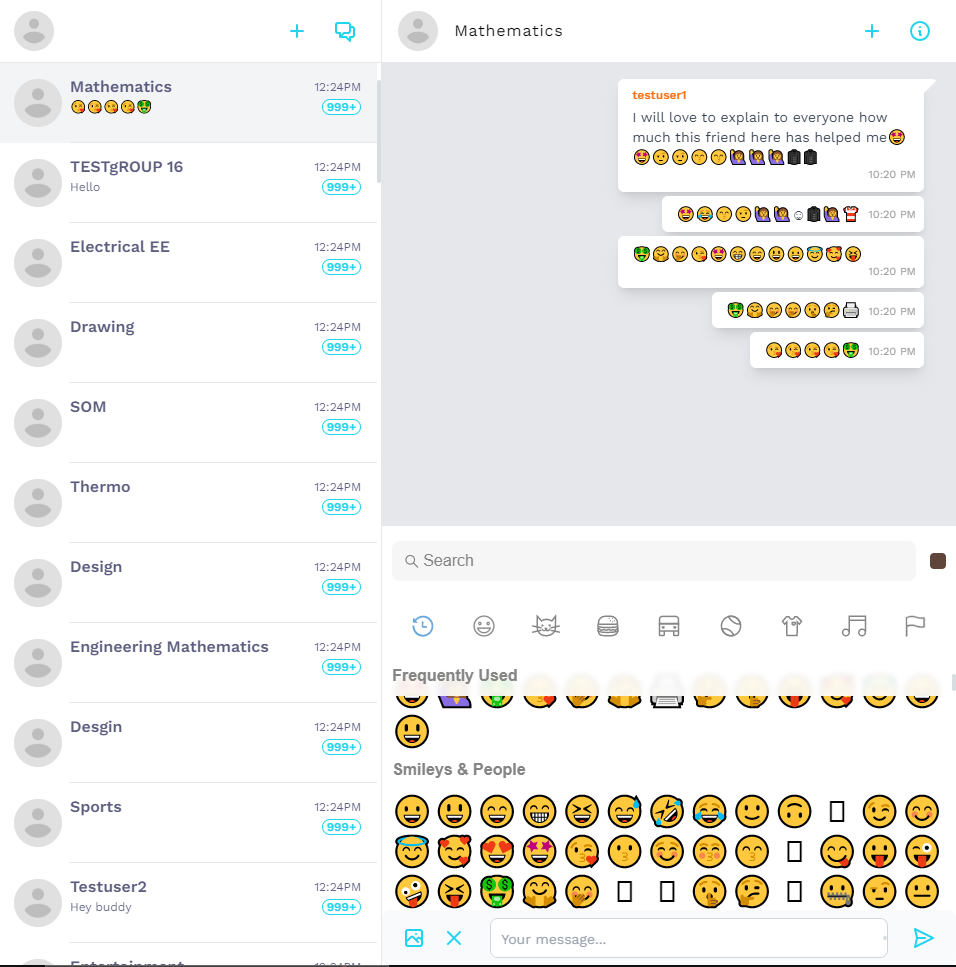 Mathematics
Mathematics
12:24PM
😘😘😘😘🤑
999+
TESTgROUP 16
12:24PM
Hello
999+
Electrical EE
12:24PM
999+
Drawing
12:24PM
999+
SOM
12:24PM
999+
Thermo
12:24PM
999+
Design
12:24PM
999+
Engineering Mathematics
12:24PM
999+
Desgin
12:24PM
999+
Sports
12:24PM
999+
Testuser2
12:24PM
Hey buddy
999+
testuser1
I will love to explain to everyone how
much this friend here has helped me
10:20 PM
10:20 PM
10:20 PM
10:20 PM
10:20 PM
Search
Frequently Used
Smileys & People
Your message...